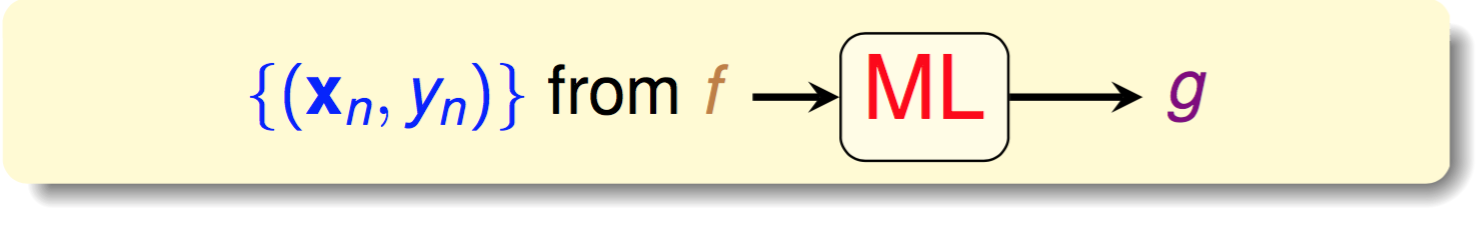 {(xₙ, yₙ)} from f → ML → g